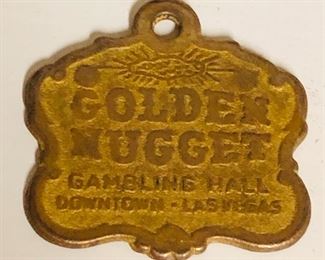 GOLDEN
NUGGET
GAMBLING HALL
DOWNTOWN - LAS VEGAS